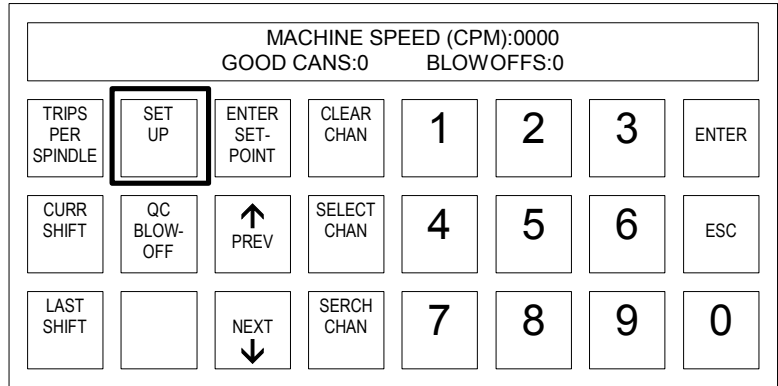 MACHINE SPEED (CPM):0000
GOOD CANS:0 BLOWOFFS:0
TRIPS
PER
SPINDLE
SET
UP
ENTER
SET-
POINT
CLEAR
CHAN
1
2
3
ENTER
CURR
SHIFT
QC
BLOW-
OFF
↑
PREV
SELECT
CHAN
4
5
6
ESC
LAST
SHIFT
NEXT
↓
SERCH
CHAN
7
8
9
0